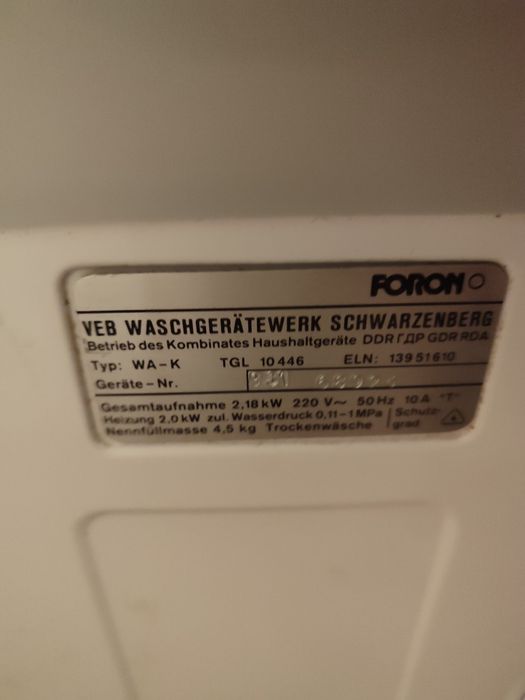 FORON
VEB WASCHGERÄTEWERK SCHWARZENBERG
Betrieb des Kombinates Haushaltgeräte DDR ГДР GDR RDA
Typ: WA-K TGL 10446 ELN: 13951610
Geräte-Nr.
Gesamtaufnahme 2,18 kW 220 V~ 50 Hz 10 A "T"
Heizung 2,0 kW zul. Wasserdruck 0,11-1 MPa Schutz-
Nennfüllmasse 4,5 kg Trockenwäsche grad